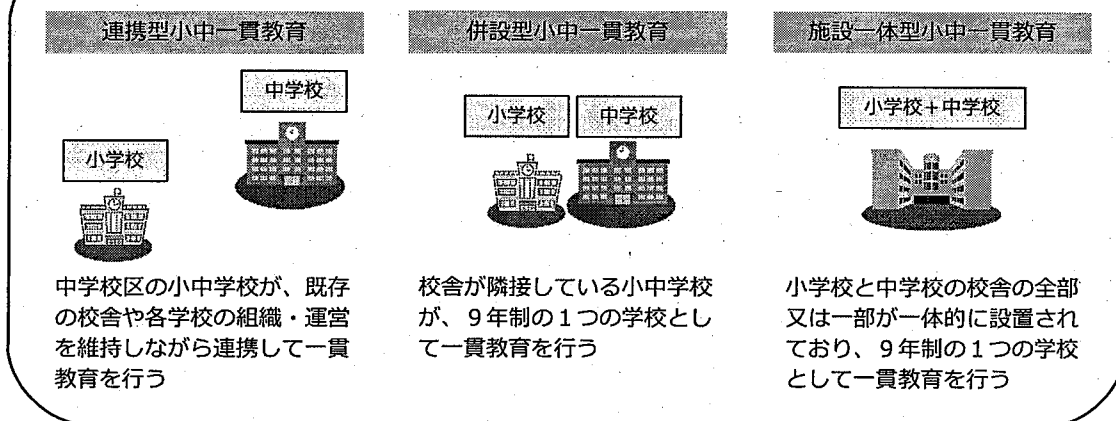 連携型小中一貫教育
中学校
小学校
中学校区の小中学校が、既存
の校舎や各学校の組織・運営
を維持しながら連携して一貫
教育を行う
併設型小中一貫教育
小学校
中学校
校舎が隣接している小中学校
が、９年制の１つの学校とし
て一貫教育を行う
施設一体型小中一貫教育
小学校＋中学校
小学校と中学校の校舎の全部
又は一部が一体的に設置され
ており、９年制の１つの学校
として一貫教育を行う